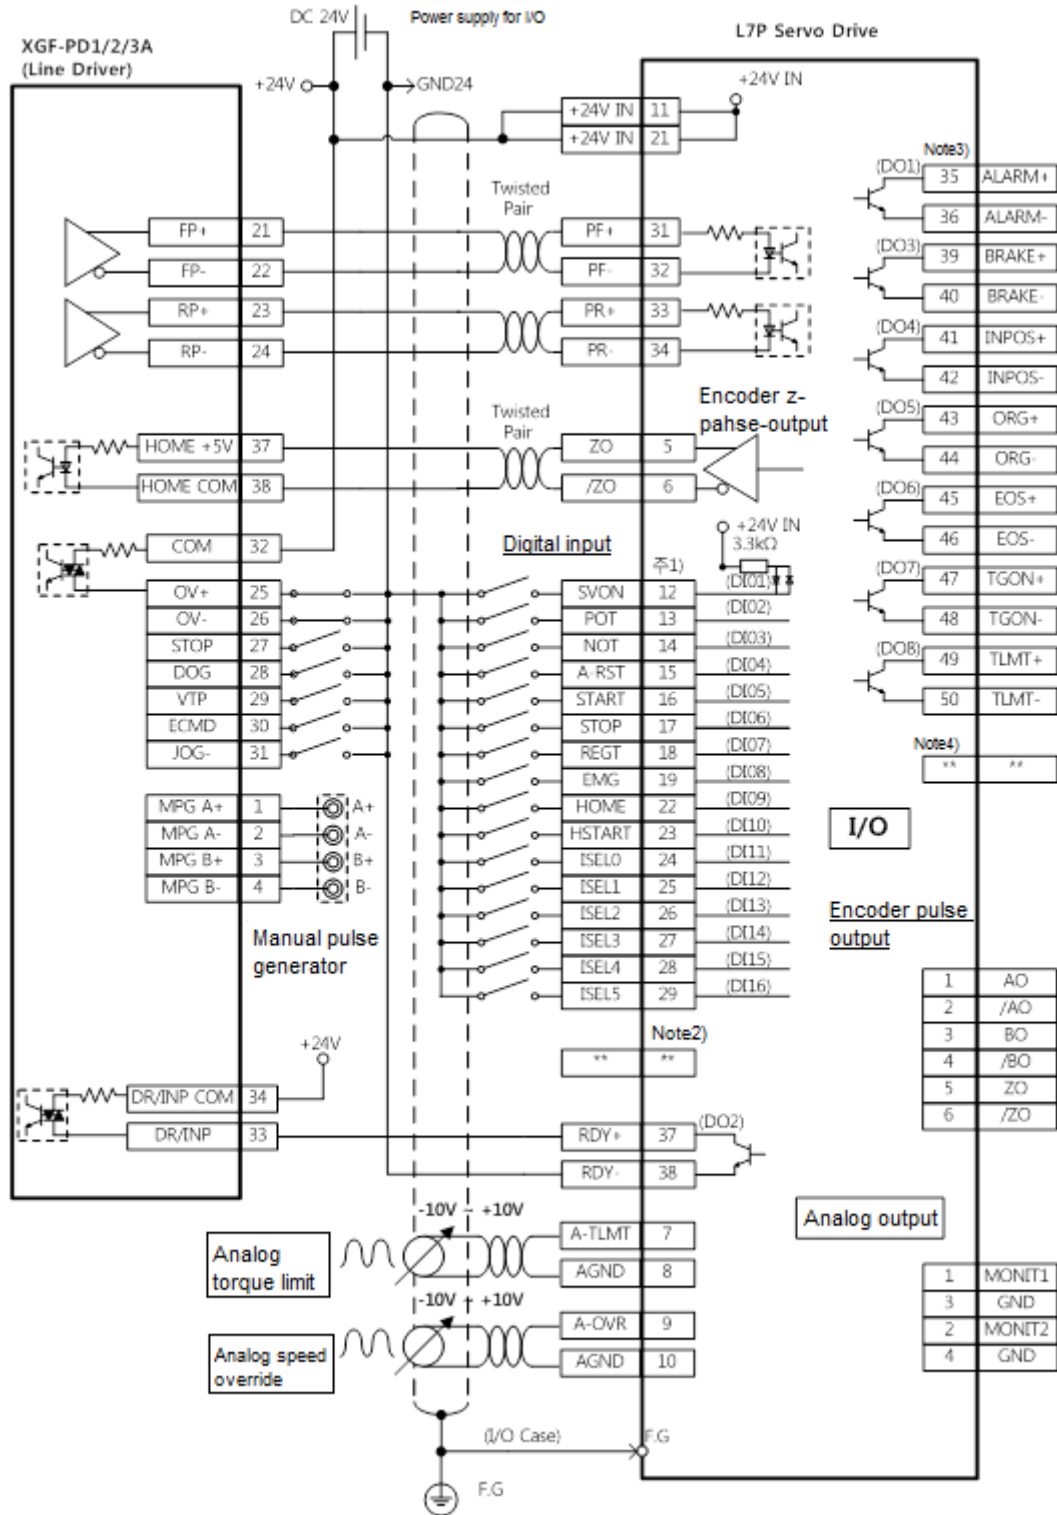 DC 24V
Power supply for I/O
L7P Servo Drive
XGF-PD1/2/3A
(Line Driver)
+24V
GND24
+24V IN
+24V IN 11
+24V IN 21
Note3)
(DO1)
35 ALARM+
36 ALARM-
(DO3)
39 BRAKE+
40 BRAKE-
(DO4)
41 INPOS+
42 INPOS-
(DO5)
43 ORG+
44 ORG-
(DO6)
45 EOS+
46 EOS-
(DO7)
47 TGON+
48 TGON-
(DO8)
49 TLMT+
50 TLMT-
Note4)
** **
Twisted
Pair
FP+ 21
FP- 22
RP+ 23
RP- 24
PF+ 31
PF- 32
PR+ 33
PR- 34
Encoder z-
pahse-output
Twisted
Pair
HOME +5V 37
HOME COM 38
ZO 5
/ZO 6
COM 32
Digital input
+24V IN
3.3kΩ
주1)
OV+ 25
OV- 26
STOP 27
DOG 28
VTP 29
ECMD 30
JOG- 31
SVON 12 (DI01)
POT 13 (DI02)
NOT 14 (DI03)
A-RST 15 (DI04)
START 16 (DI05)
STOP 17 (DI06)
REGT 18 (DI07)
EMG 19 (DI08)
HOME 22 (DI09)
HSTART 23 (DI10)
ISEL0 24 (DI11)
ISEL1 25 (DI12)
ISEL2 26 (DI13)
ISEL3 27 (DI14)
ISEL4 28 (DI15)
ISEL5 29 (DI16)
MPG A+ 1 A+
MPG A- 2 A-
MPG B+ 3 B+
MPG B- 4 B-
Manual pulse
generator
I/O
Encoder pulse
output
1 AO
2 /AO
3 BO
4 /BO
5 ZO
6 /ZO
Note2)
** **
+24V
DR/INP COM 34
DR/INP 33
RDY+ 37
RDY- 38
(DO2)
Analog output
1 MONIT1
3 GND
2 MONIT2
4 GND
-10V ~ +10V
Analog
torque limit
A-TLMT 7
AGND 8
-10V ~ +10V
Analog speed
override
A-OVR 9
AGND 10
(I/O Case)
F.G
F.G